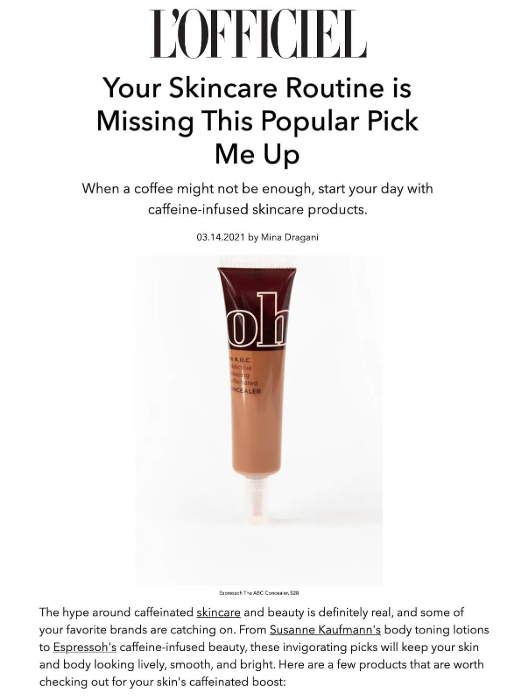 L'OFFICIEL
Your Skincare Routine is
Missing This Popular Pick
Me Up
When a coffee might not be enough, start your day with
caffeine-infused skincare products.
03.14.2021 by Mina Dragani
oh
A.B.C.
CONCEALER
Espressoh The ABC Concealer, $28
The hype around caffeinated skincare and beauty is definitely real, and some of
your favorite brands are catching on. From Susanne Kaufmann's body toning lotions
to Espressoh's caffeine-infused beauty, these invigorating picks will keep your skin
and body looking lively, smooth, and bright. Here are a few products that are worth
checking out for your skin's caffeinated boost: